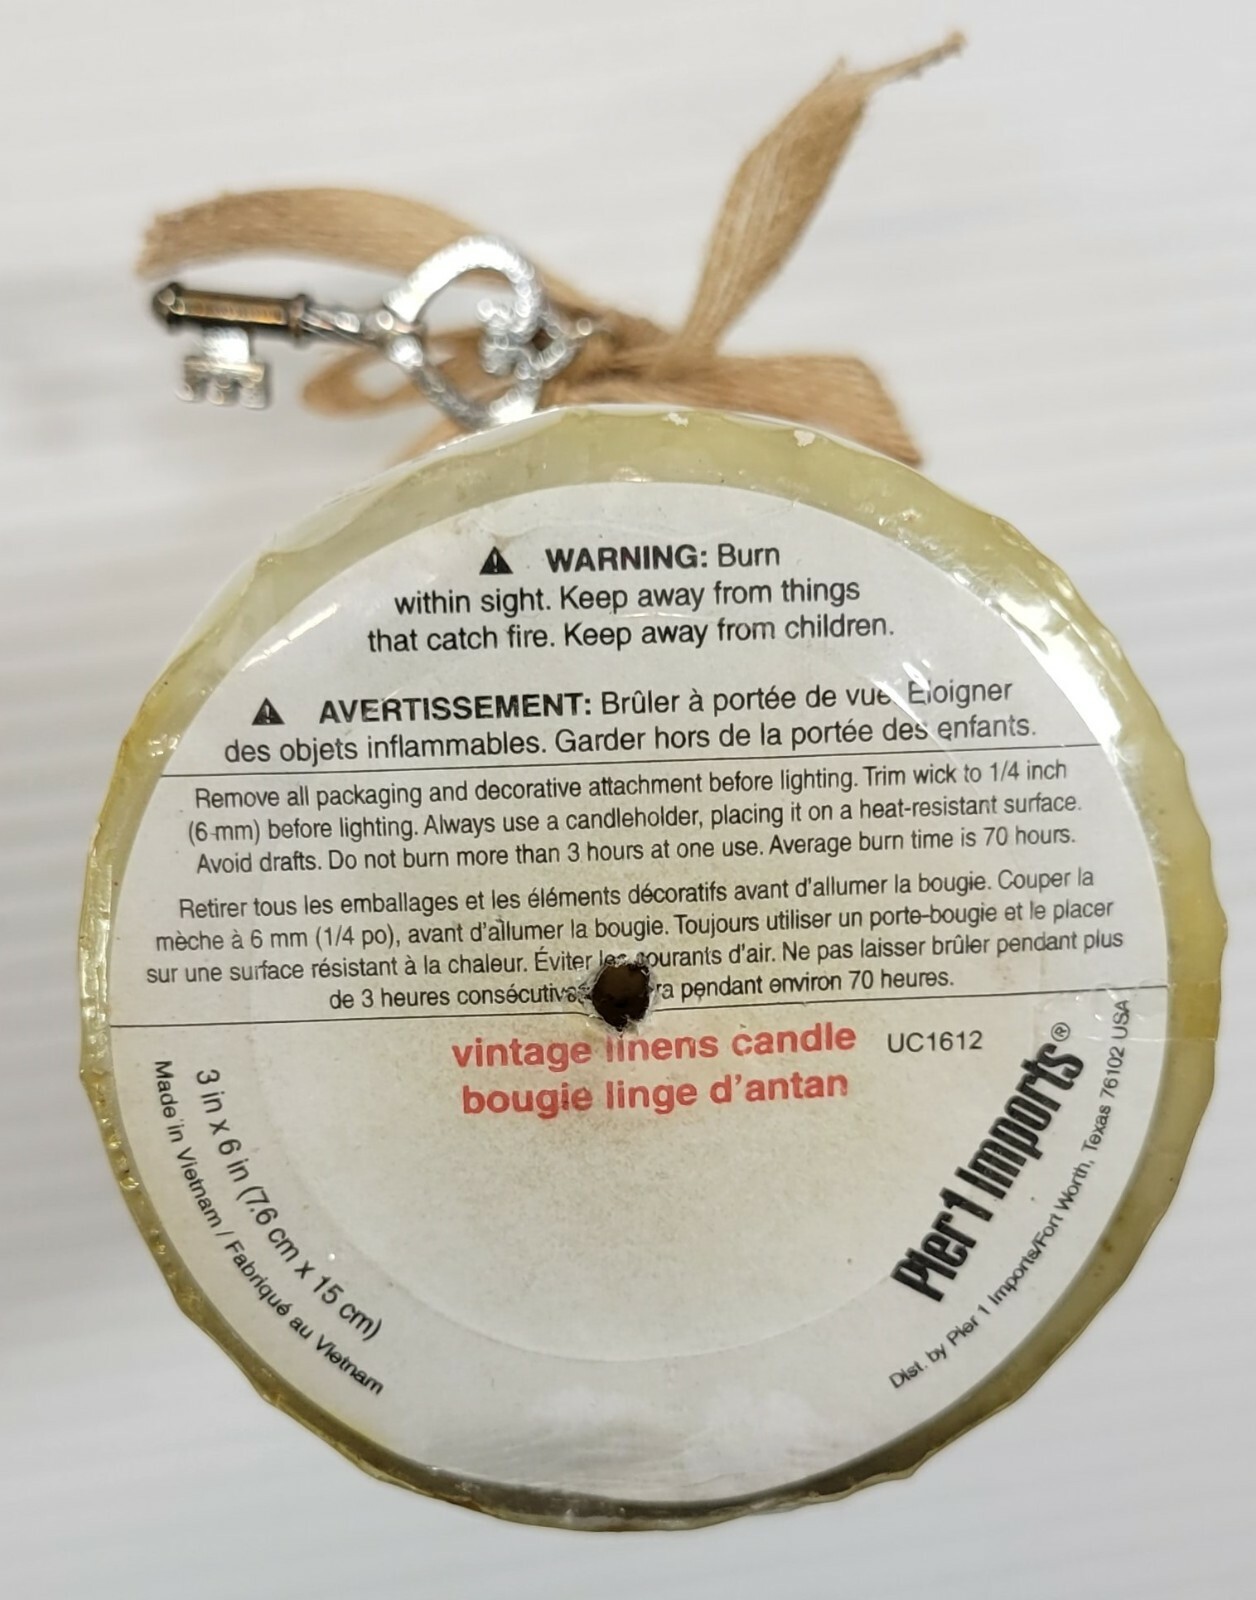 WARNING: Burn
within sight. Keep away from things
that catch fire. Keep away from children.
AVERTISSEMENT: Brûler à portée de vue. Éloigner
des objets inflammables. Garder hors de la portée des enfants.
Remove all packaging and decorative attachment before lighting. Trim wick to 1/4 inch
(6 mm) before lighting. Always use a candleholder, placing it on a heat-resistant surface.
Avoid drafts. Do not burn more than 3 hours at one use. Average burn time is 70 hours.
Retirer tous les emballages et les éléments décoratifs avant d'allumer la bougie. Couper la
mèche à 6 mm (1/4 po), avant d'allumer la bougie. Toujours utiliser un porte-bougie et le placer
sur une surface résistant à la chaleur. Éviter les courants d'air. Ne pas laisser brûler pendant plus
de 3 heures pendant environ 70 heures.
vintage linens candle UC1612
bougie linge d'antan
3 in x 6 in (7.6 cm x 15 cm)
Made in Vietnam / Fabriqué au Vietnam
Pier 1 Imports®
Dist. by Pier 1 Imports/Fort Worth, Texas 76102 USA